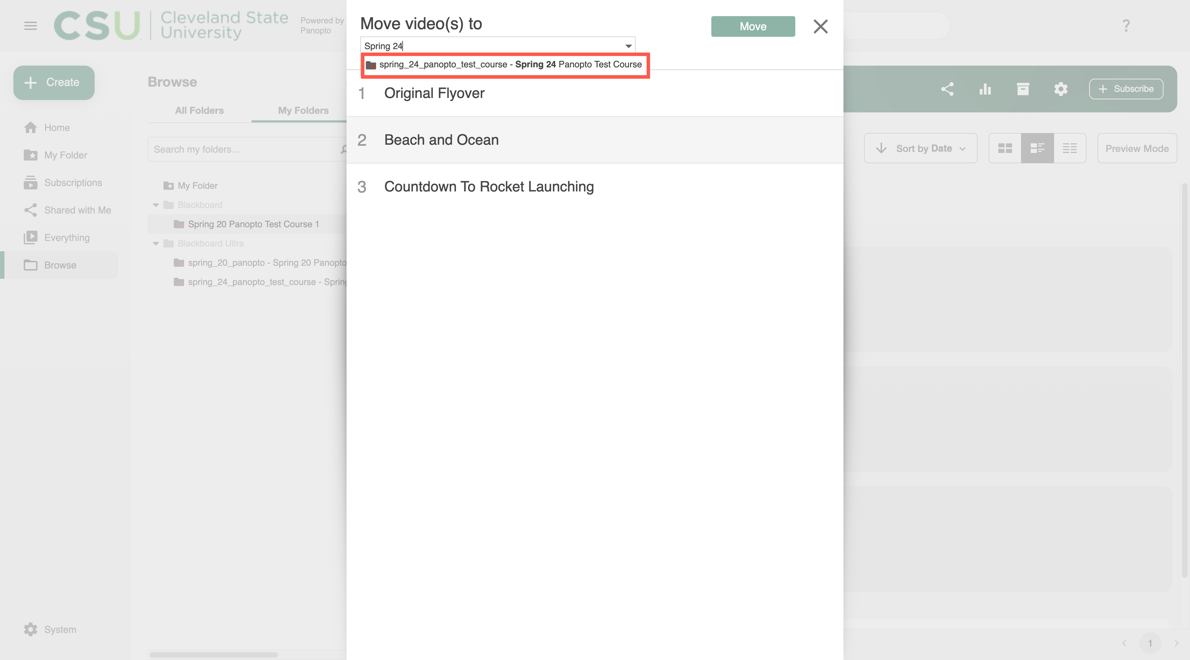 CSU
Cleveland State
University
Powered by
Panopto
Create
Home
My Folder
Subscriptions
Shared with Me
Everything
Browse
System
Browse
All Folders
My Folders
Search my folders...
My Folder
Blackboard
Spring 20 Panopto Test Course 1
Blackboard Ultra
spring_20_panopto - Spring 20 Panopto
spring_24_panopto_test_course - Spring
Move video(s) to
Move
Spring 24
spring_24_panopto_test_course - Spring 24 Panopto Test Course
1 Original Flyover
2 Beach and Ocean
3 Countdown To Rocket Launching
?
Subscribe
Sort by Date
Preview Mode
1